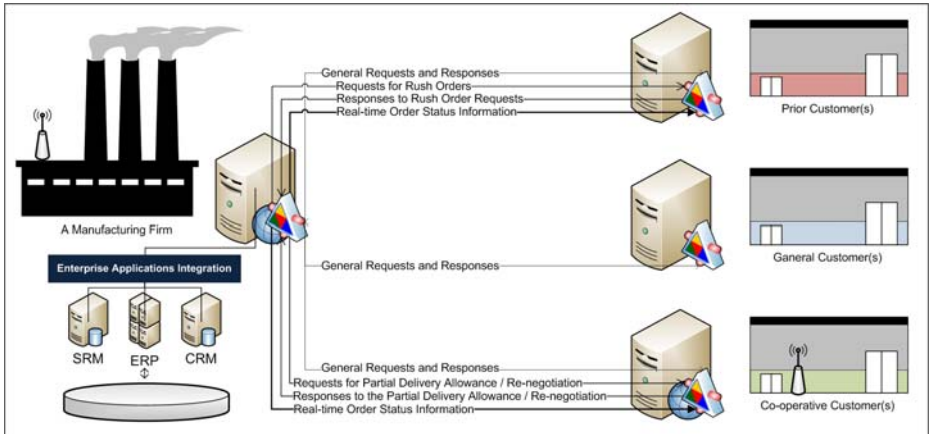 General Requests and Responses
Requests for Rush Orders
Responses to Rush Order Requests
Real-time Order Status Information
Prior Customer(s)
A Manufacturing Firm
Enterprise Applications Integration
General Requests and Responses
Ganeral Customer(s)
SRM
ERP
CRM
General Requests and Responses
Requests for Partial Delivery Allowance / Re-negotiation
Responses to the Partial Delivery Allowance / Re-negotiation
Real-time Order Status Information
Co-operative Customer(s)